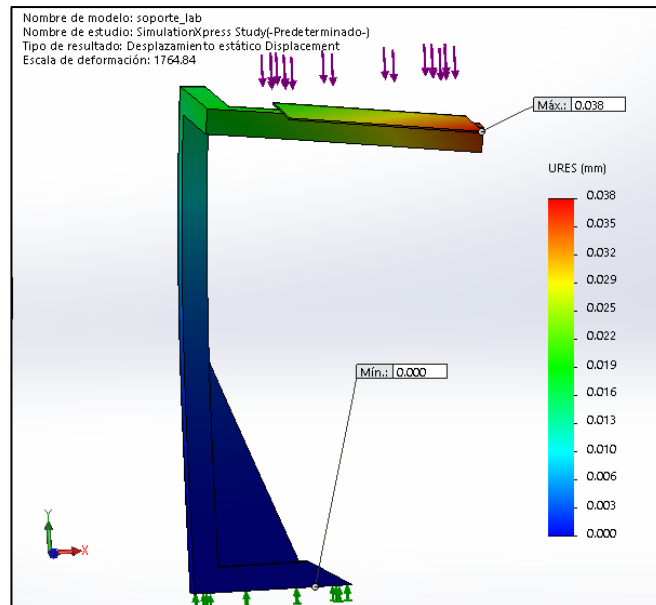 Nombre de modelo: soporte_lab
Nombre de estudio: SimulationXpress Study(-Predeterminado-)
Tipo de resultado: Desplazamiento estático Displacement
Escala de deformación: 1764.84
Máx.: 0.038
URES (mm)
0.038
0.035
0.032
0.029
0.025
0.022
0.019
0.016
0.013
0.010
0.006
0.003
0.000
Mín.: 0.000
Y
X